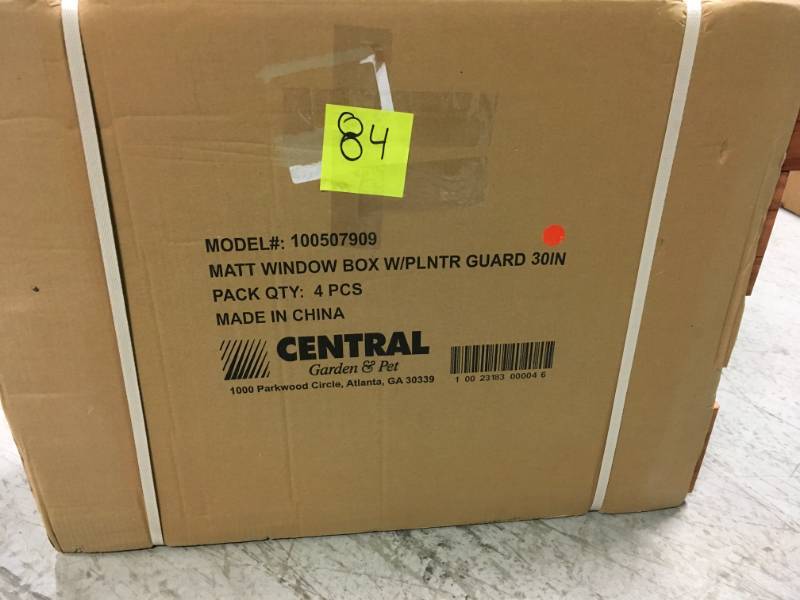 84
MODEL#: 100507909
MATT WINDOW BOX W/PLNTR GUARD 30IN
PACK QTY: 4 PCS
MADE IN CHINA
CENTRAL
Garden & Pet
1000 Parkwood Circle, Atlanta, GA 30339
1 00 23183 00004 6